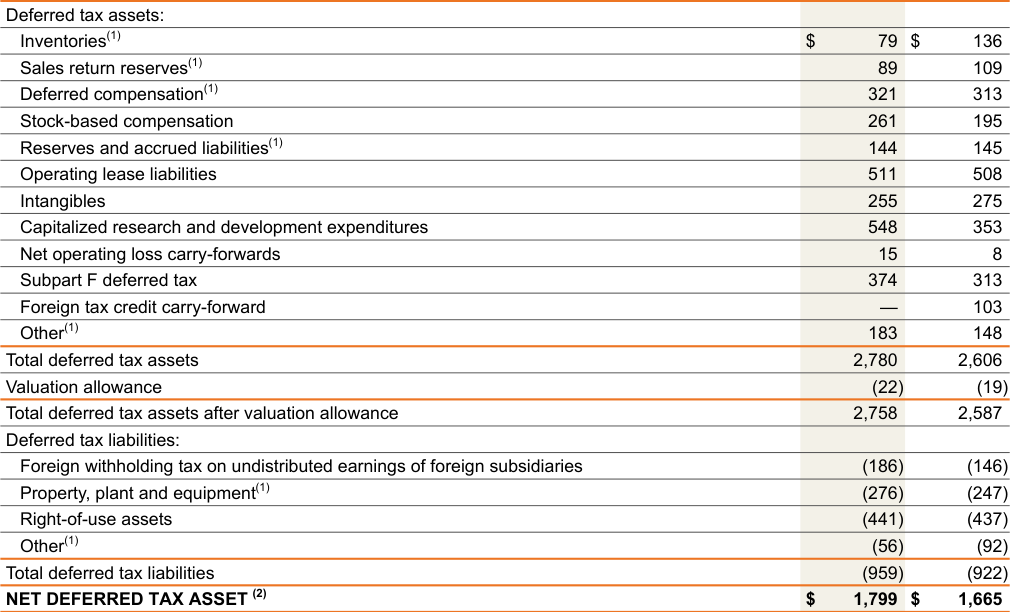 Deferred tax assets:
Inventories(1) $ 79 $ 136
Sales return reserves(1) 89 109
Deferred compensation(1) 321 313
Stock-based compensation 261 195
Reserves and accrued liabilities(1) 144 145
Operating lease liabilities 511 508
Intangibles 255 275
Capitalized research and development expenditures 548 353
Net operating loss carry-forwards 15 8
Subpart F deferred tax 374 313
Foreign tax credit carry-forward — 103
Other(1) 183 148
Total deferred tax assets 2,780 2,606
Valuation allowance (22) (19)
Total deferred tax assets after valuation allowance 2,758 2,587
Deferred tax liabilities:
Foreign withholding tax on undistributed earnings of foreign subsidiaries (186) (146)
Property, plant and equipment(1) (276) (247)
Right-of-use assets (441) (437)
Other(1) (56) (92)
Total deferred tax liabilities (959) (922)
NET DEFERRED TAX ASSET (2) $ 1,799 $ 1,665